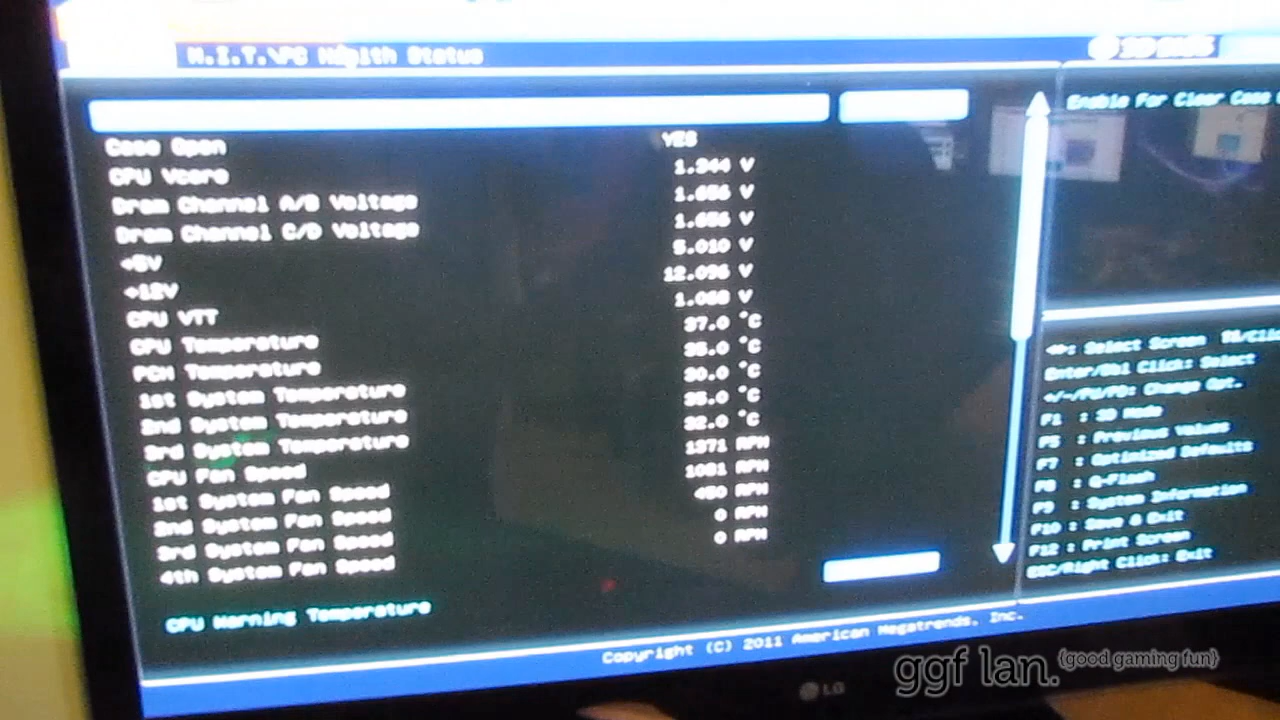 M.I.T.\PC Health Status
3D BIOS
Enable For Clear Case
Case Open YES
CPU Vcore 1.344 V
Dram Channel A/B Voltage 1.656 V
Dram Channel C/D Voltage 1.656 V
+5V 5.010 V
+12V 12.096 V
CPU VTT 1.068 V
CPU Temperature 37.0 °C
PCH Temperature 35.0 °C
1st System Temperature 30.0 °C
2nd System Temperature 35.0 °C
3rd System Temperature 32.0 °C
CPU Fan Speed 1371 RPM
1st System Fan Speed 1081 RPM
2nd System Fan Speed 450 RPM
3rd System Fan Speed 0 RPM
4th System Fan Speed 0 RPM
CPU Warning Temperature
: Select Screen
Enter/Dbl Click: Select
+/-/PU/PD: Change Opt.
F1 : 3D Mode
F5 : Previous Values
F7 : Optimized Defaults
F8 : Q-Flash
F9 : System Information
F10 : Save & Exit
F12 : Print Screen
ESC/Right Click: Exit
Copyright (C) 2011 American Megatrends, Inc.
LG
ggf lan. {good gaming fun}